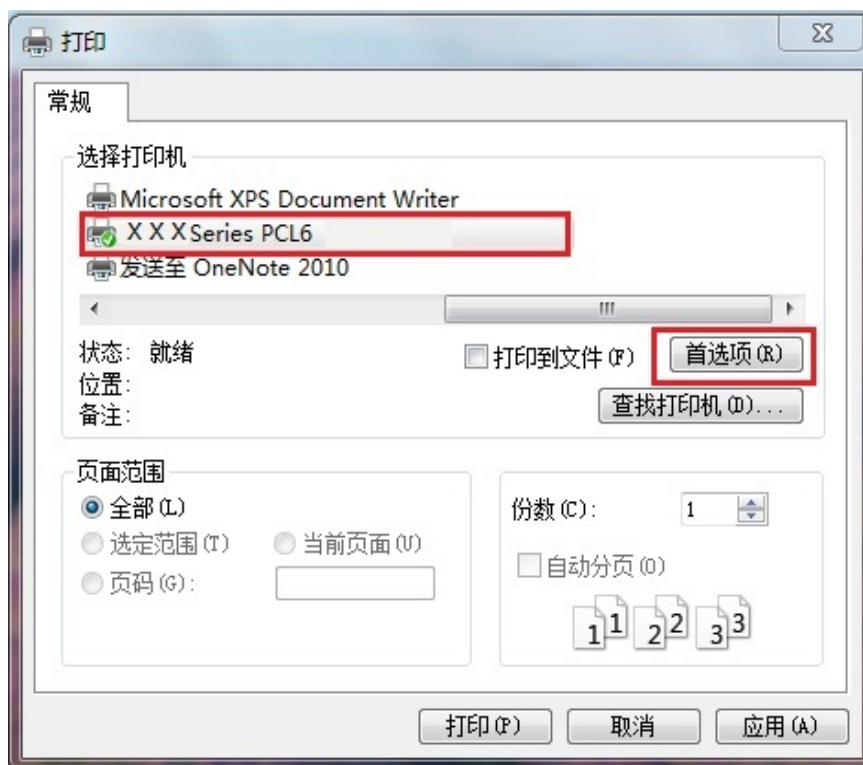 打印
常规
选择打印机
Microsoft XPS Document Writer
XXXSeries PCL6
发送至 OneNote 2010
状态: 就绪
打印到文件(F)
首选项(R)
位置:
查找打印机(D)...
备注:
页面范围
全部(L)
选定范围(T)
当前页面(U)
页码(G):
份数(C): 1
自动分页(O)
1 1 2 2 3 3
打印(P)
取消
应用(A)